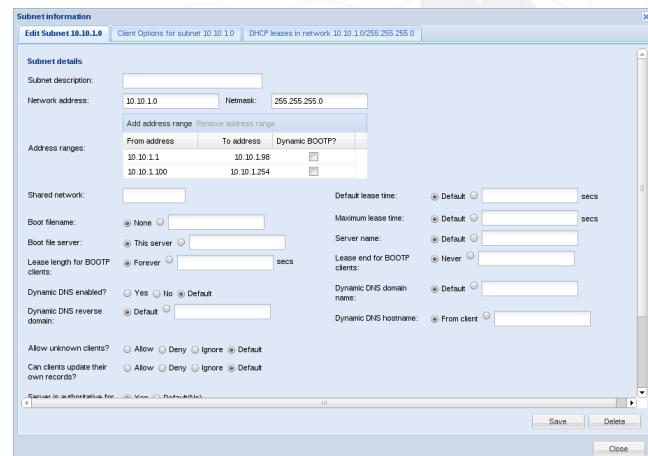 Subnet information
Edit Subnet 10.10.1.0 Client Options for subnet 10.10.1.0 DHCP leases in network 10.10.1.0/255.255.255.0
Subnet details
Subnet description:
Network address: 10.10.1.0 Netmask: 255.255.255.0
Add address range Remove address range
Address ranges:
From address To address Dynamic BOOTP?
10.10.1.1 10.10.1.98
10.10.1.100 10.10.1.254
Shared network: Default lease time: Default secs
Boot filename: None Maximum lease time: Default secs
Boot file server: This server Server name: Default
Lease length for BOOTP clients: Forever secs Lease end for BOOTP clients: Never
Dynamic DNS enabled? Yes No Default Dynamic DNS domain name: Default
Dynamic DNS reverse domain: Default Dynamic DNS hostname: From client
Allow unknown clients? Allow Deny Ignore Default
Can clients update their own records? Allow Deny Ignore Default
Server is authoritative for Yes Default(No)
Save Delete
Close